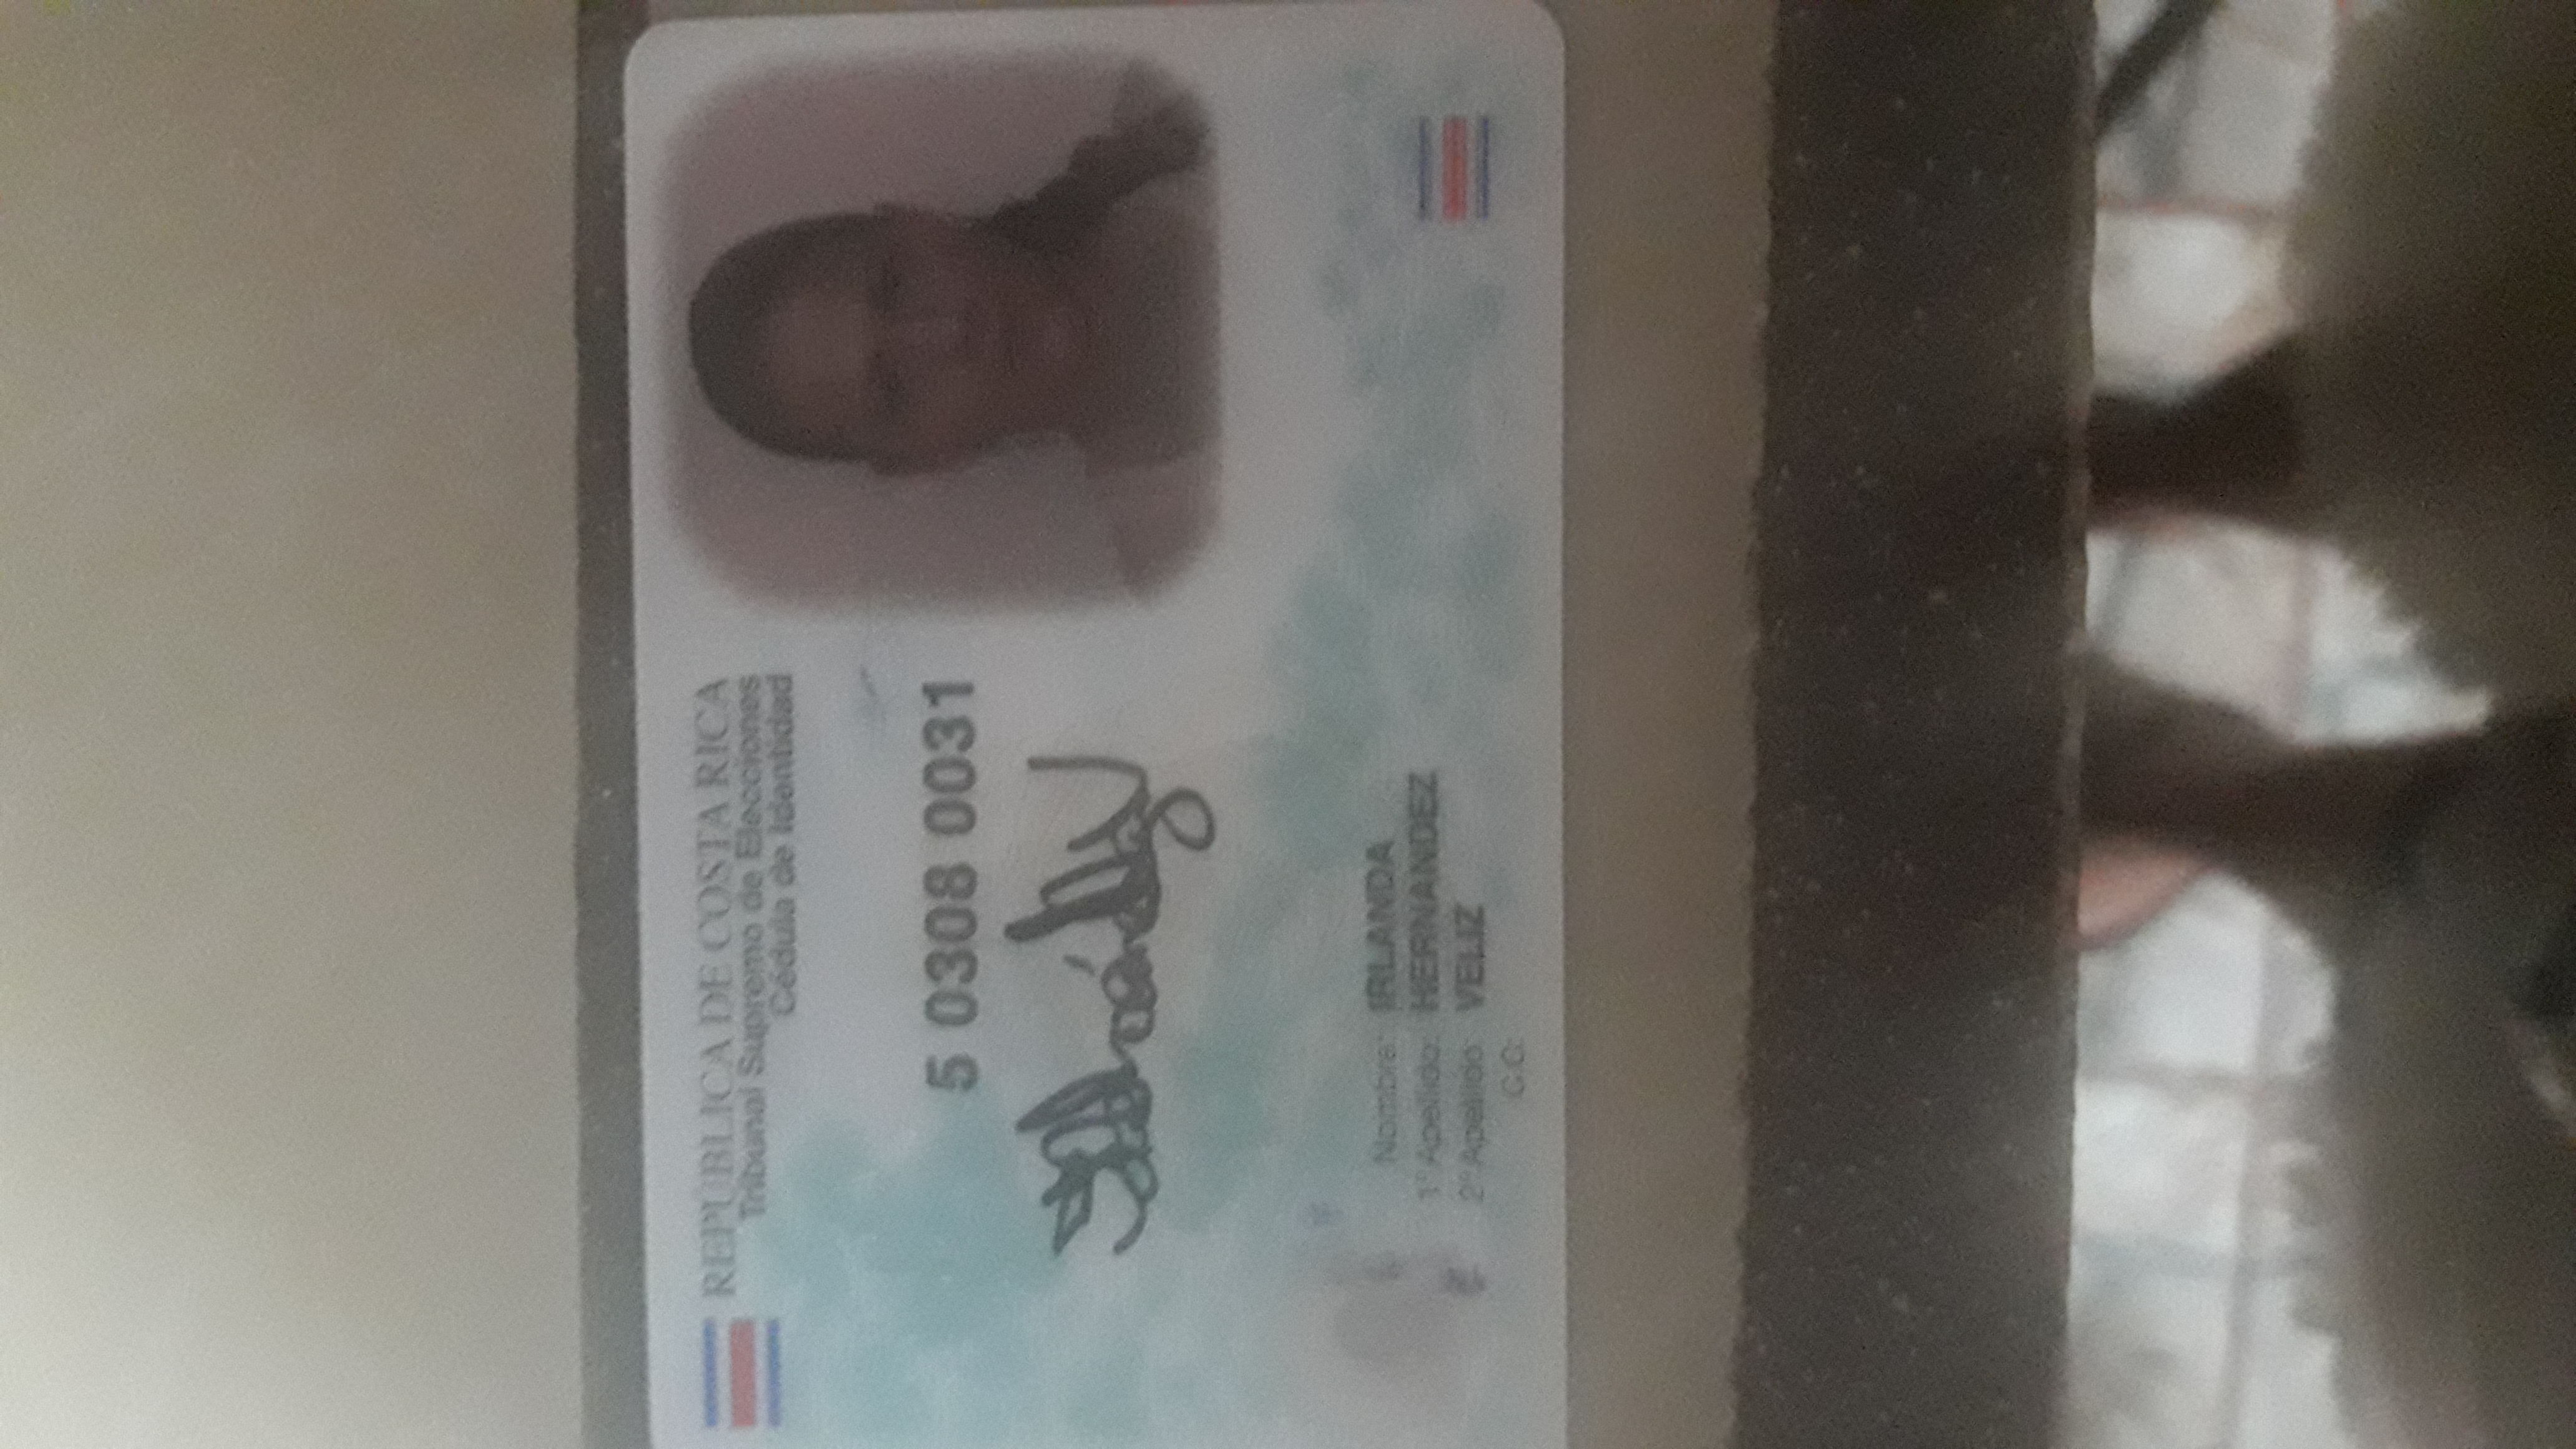 REPÚBLICA DE COSTA RICA
Tribunal Supremo de Elecciones
Cédula de Identidad
5 0308 0031
Nombre: IRLANDA
1° Apellido: HERNANDEZ
2° Apellido: VELIZ
C.C: